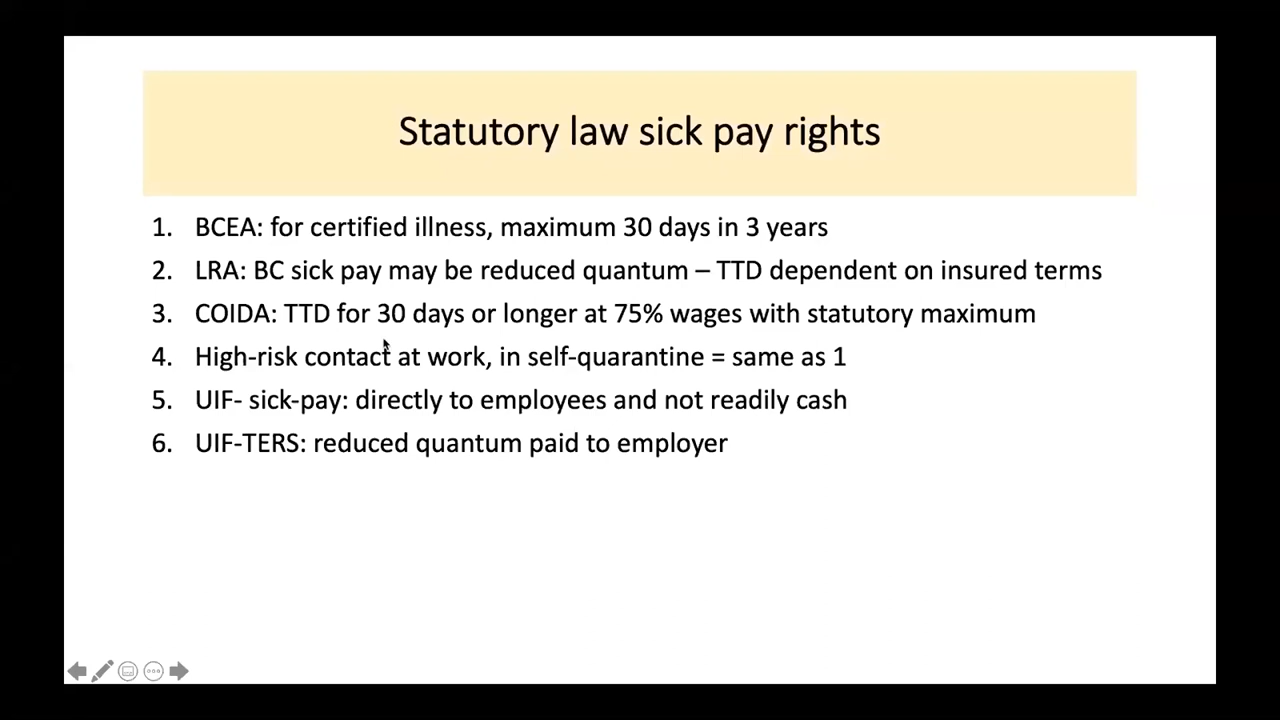 Statutory law sick pay rights
1. BCEA: for certified illness, maximum 30 days in 3 years
2. LRA: BC sick pay may be reduced quantum – TTD dependent on insured terms
3. COIDA: TTD for 30 days or longer at 75% wages with statutory maximum
4. High-risk contact at work, in self-quarantine = same as 1
5. UIF- sick-pay: directly to employees and not readily cash
6. UIF-TERS: reduced quantum paid to employer